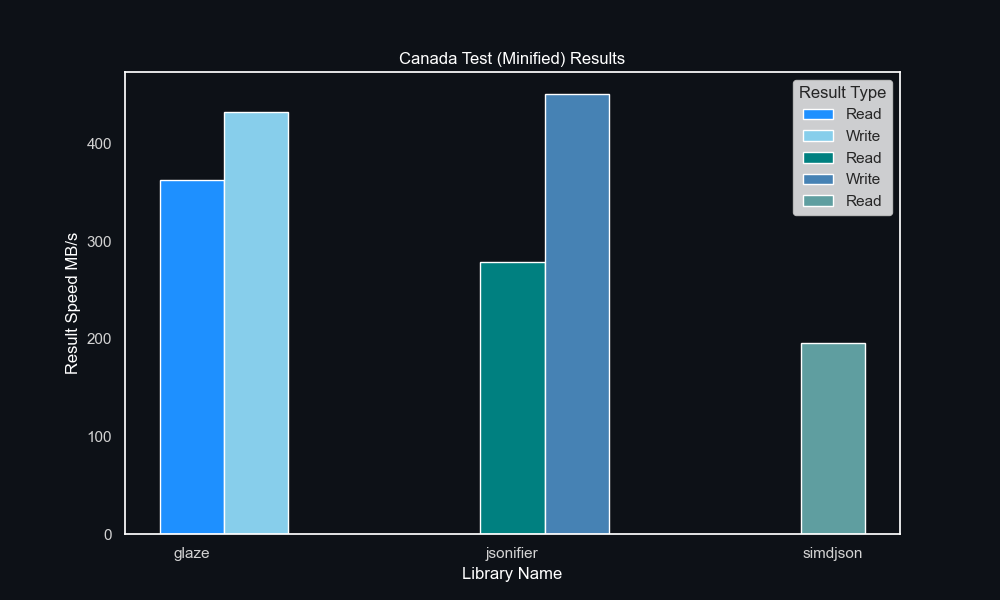 Canada Test (Minified) Results
Result Type
Read
Write
Read
Write
Read
Result Speed MB/s
400
300
200
100
0
glaze
jsonifier
simdjson
Library Name